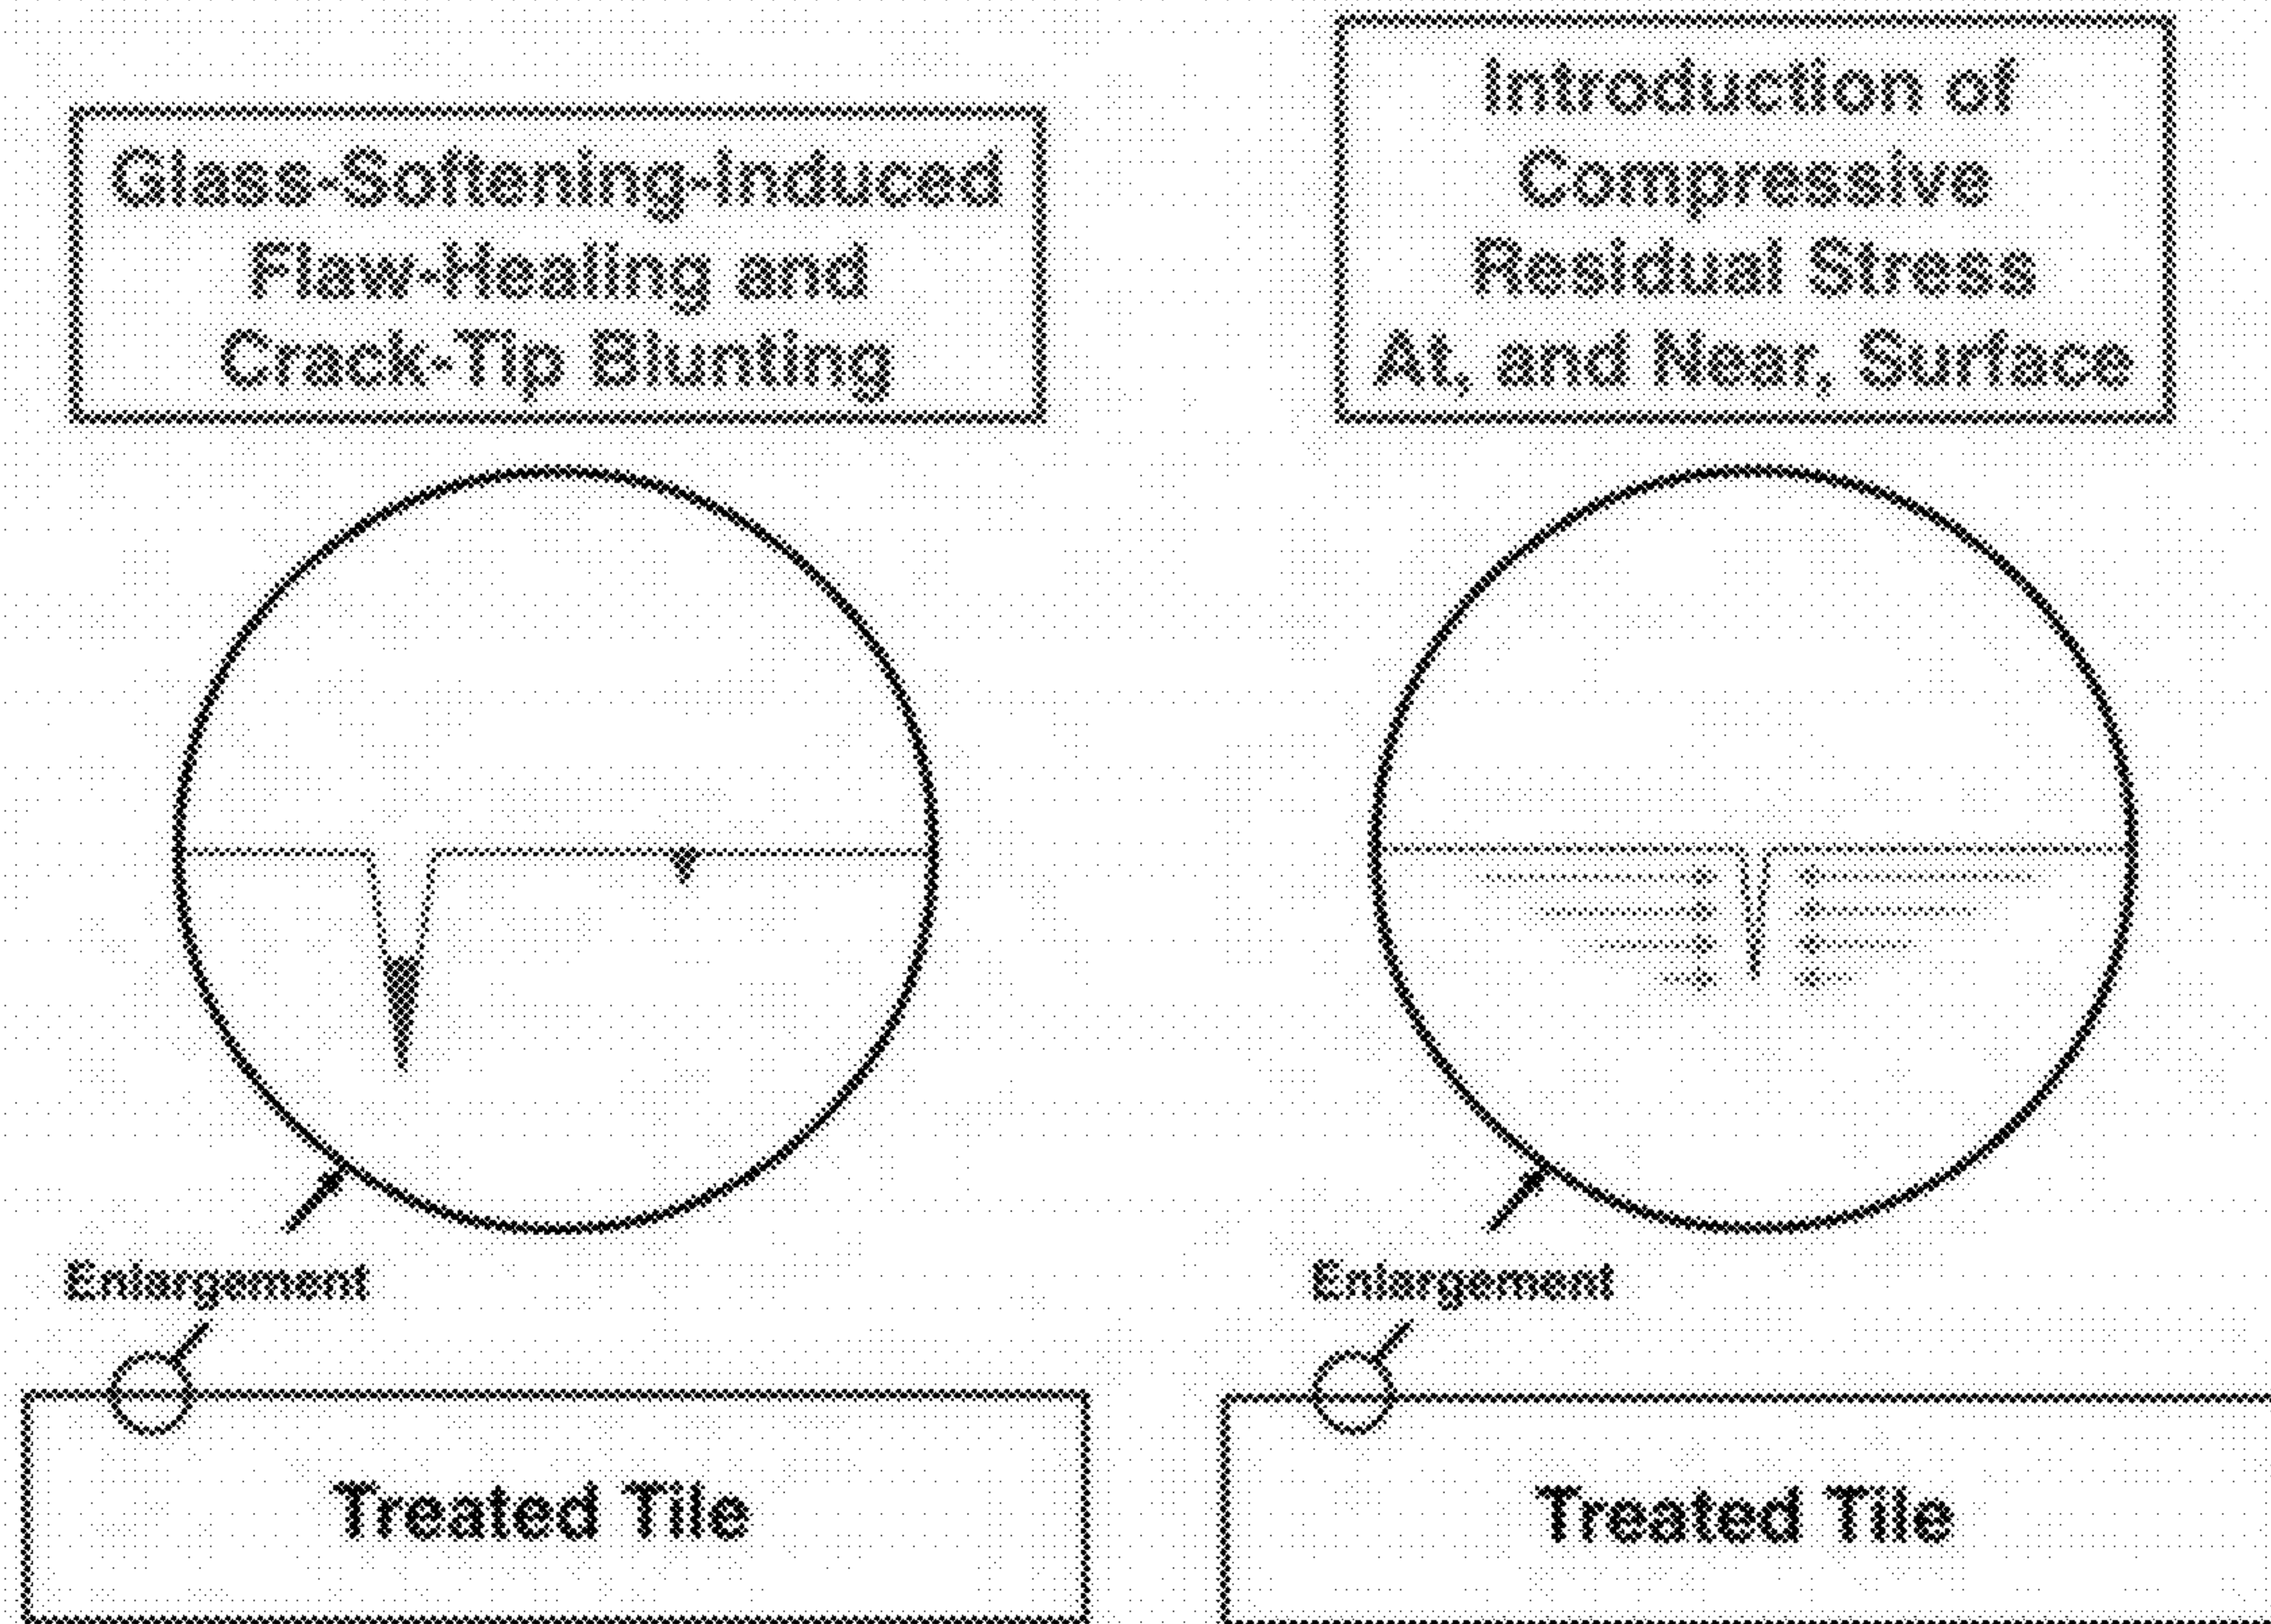 Glass-Softening-Induced
Flaw-Healing and
Crack-Tip Blunting
Enlargement
Treated Tile
Introduction of
Compressive
Residual Stress
At, and Near, Surface
Enlargement
Treated Tile